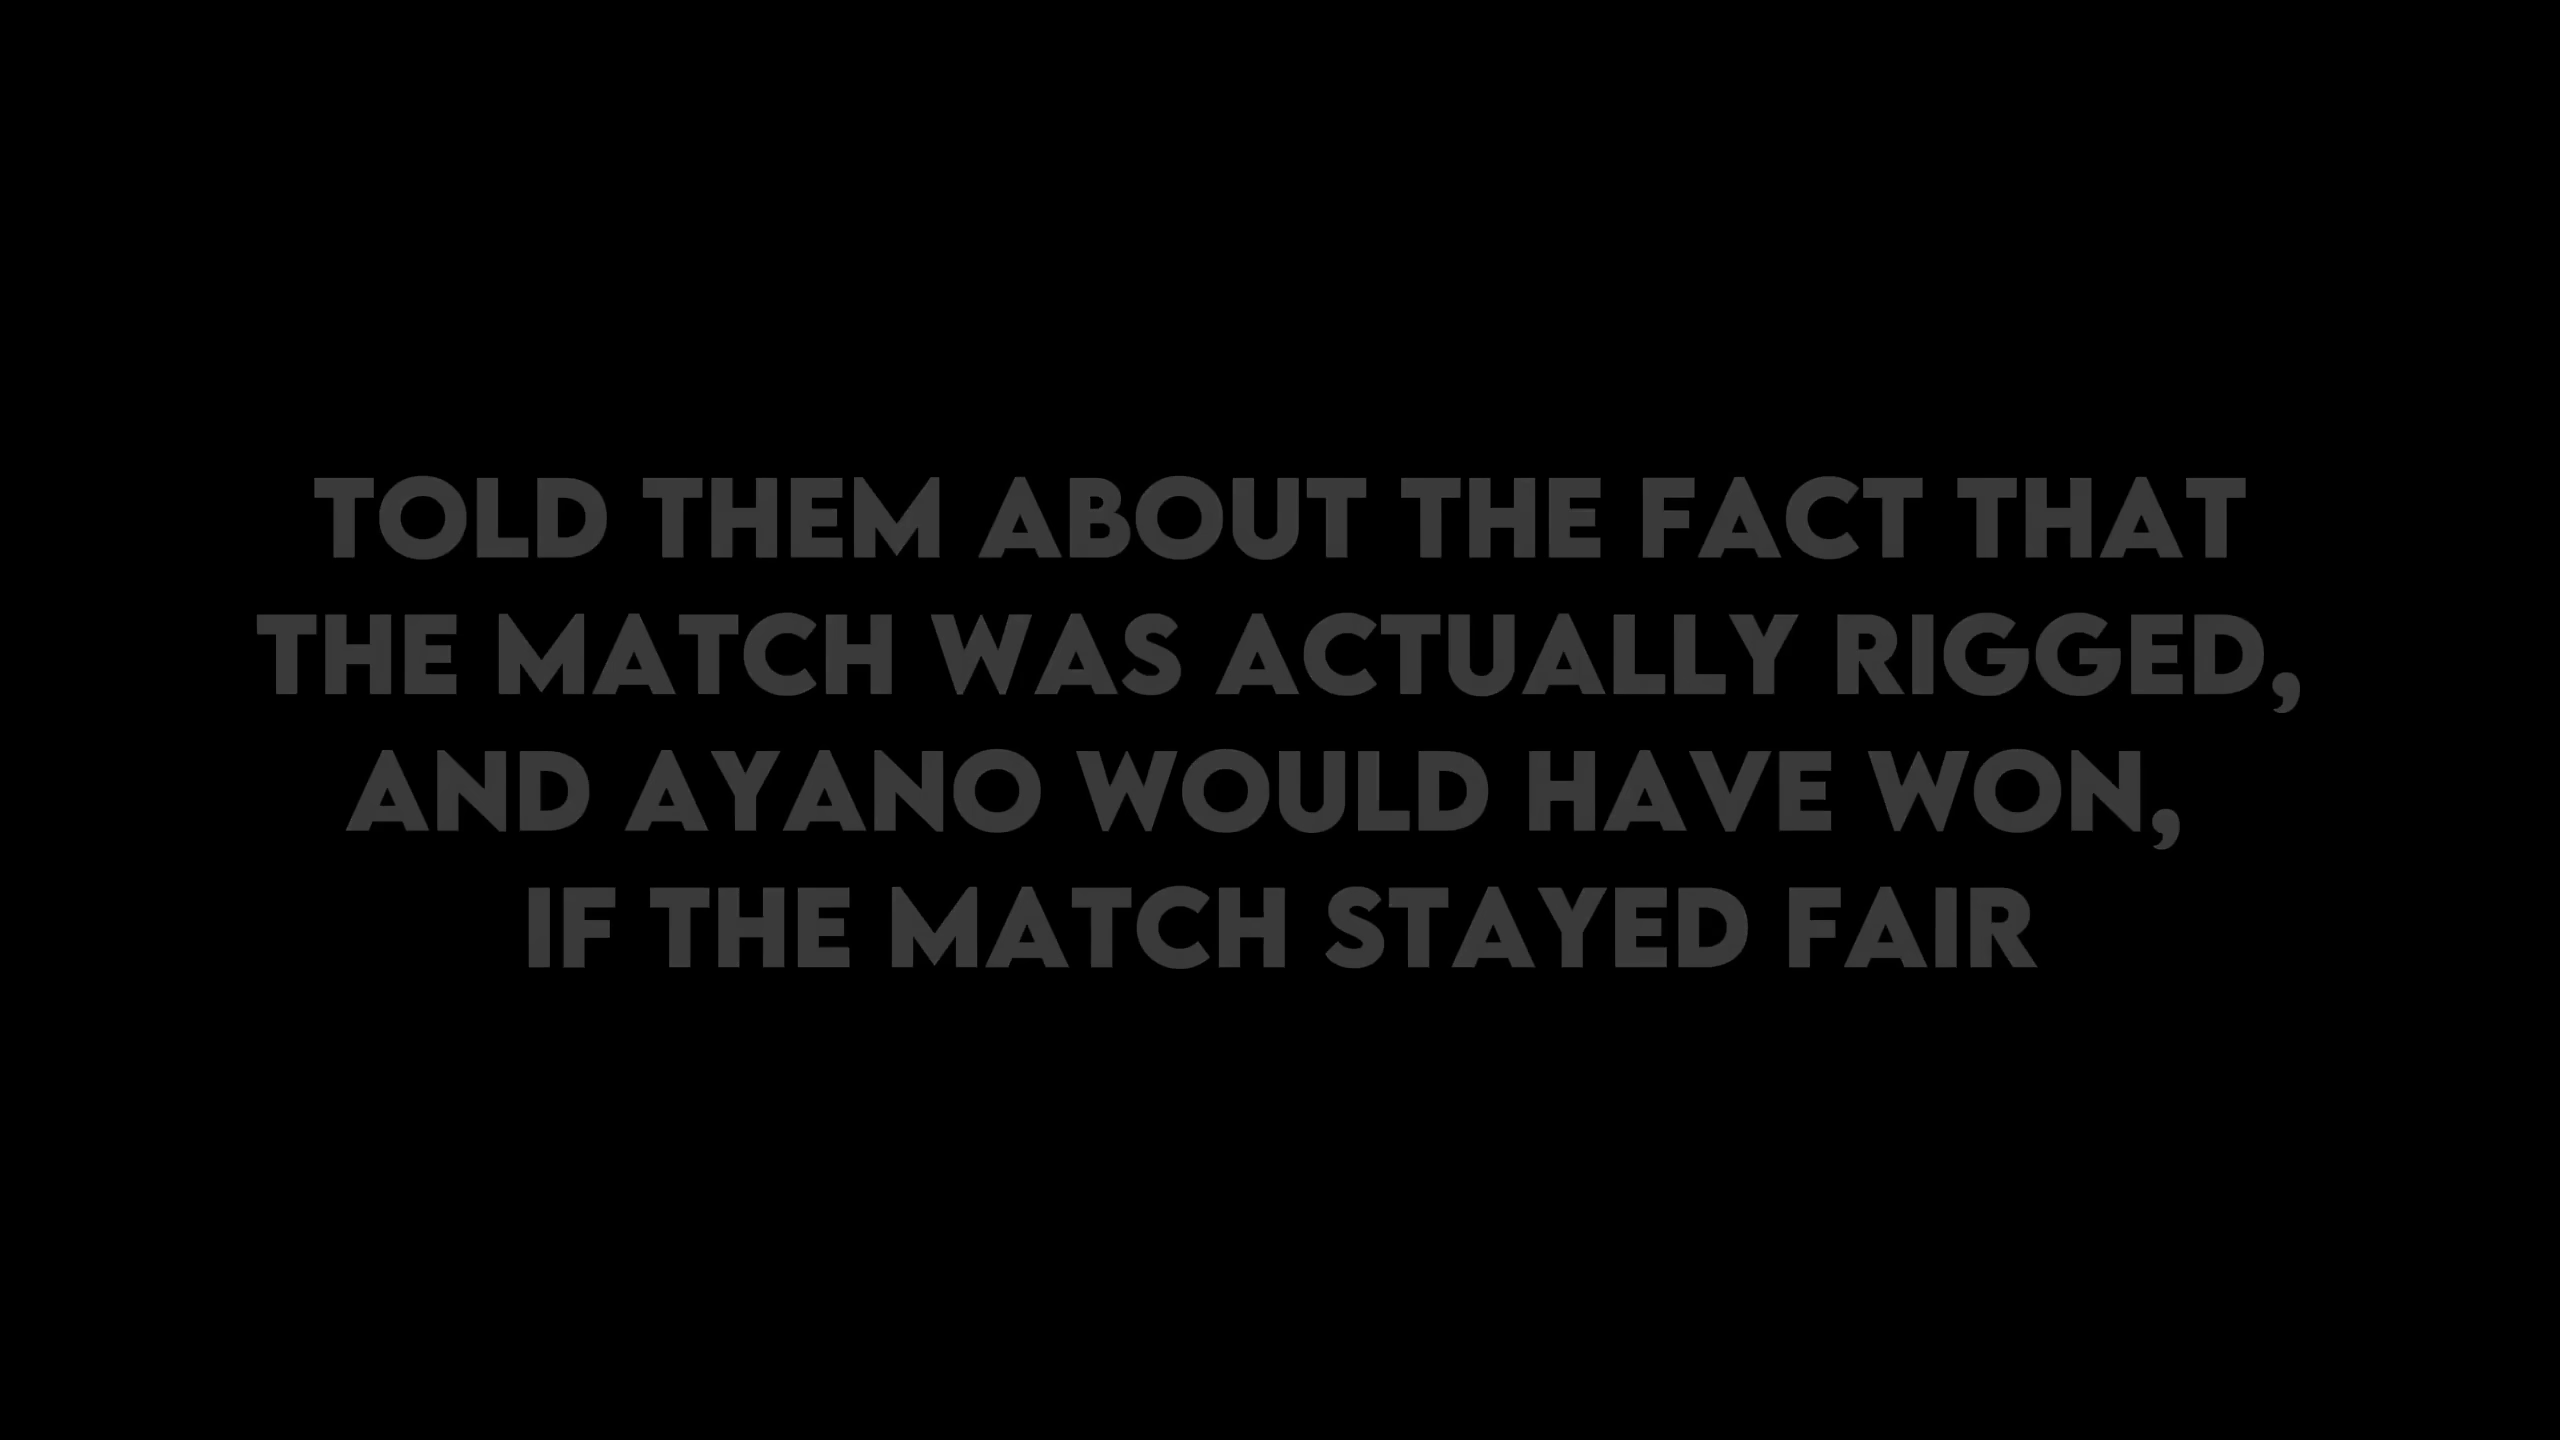 TOLD THEM ABOUT THE FACT THAT
THE MATCH WAS ACTUALLY RIGGED,
AND AYANO WOULD HAVE WON,
IF THE MATCH STAYED FAIR